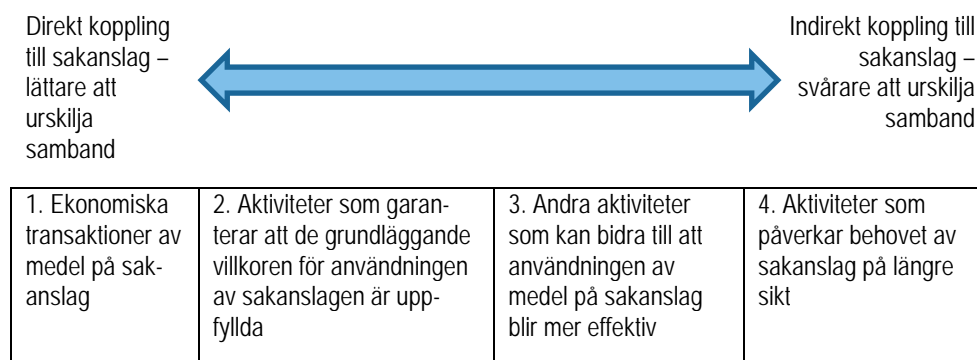 Direkt koppling
till sakanslag –
lättare att
urskilja
samband
Indirekt koppling till
sakanslag –
svårare att urskilja
samband
1. Ekonomiska
transaktioner av
medel på sak-
anslag
2. Aktiviteter som garan-
terar att de grundläggande
villkoren för användningen
av sakanslagen är upp-
fyllda
3. Andra aktiviteter
som kan bidra till att
användningen av
medel på sakanslag
blir mer effektiv
4. Aktiviteter som
påverkar behovet av
sakanslag på längre
sikt